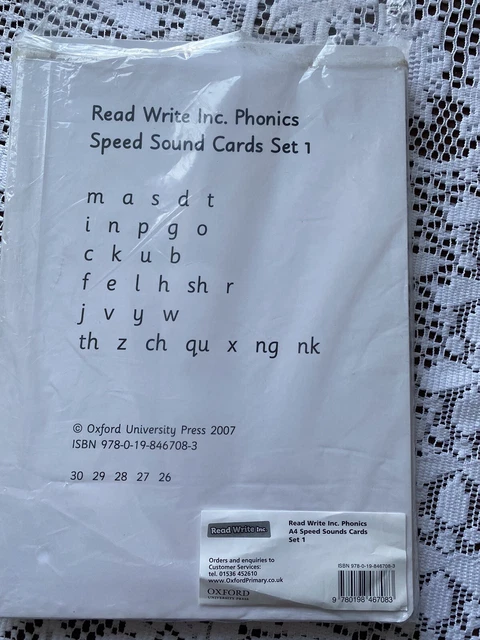 Read Write Inc. Phonics
Speed Sound Cards Set 1
m a s d t
i n p g o
c k u b
f e l h sh r
j v y w
th z ch qu x ng nk
© Oxford University Press 2007
ISBN 978-0-19-846708-3
30 29 28 27 26
Read Write Inc.
Read Write Inc. Phonics
A4 Speed Sounds Cards
Set 1
Orders and enquiries to
Customer Services:
tel. 01536 452610
www.OxfordPrimary.co.uk
OXFORD
UNIVERSITY PRESS
ISBN 978-0-19-846708-3
9 780198 467083